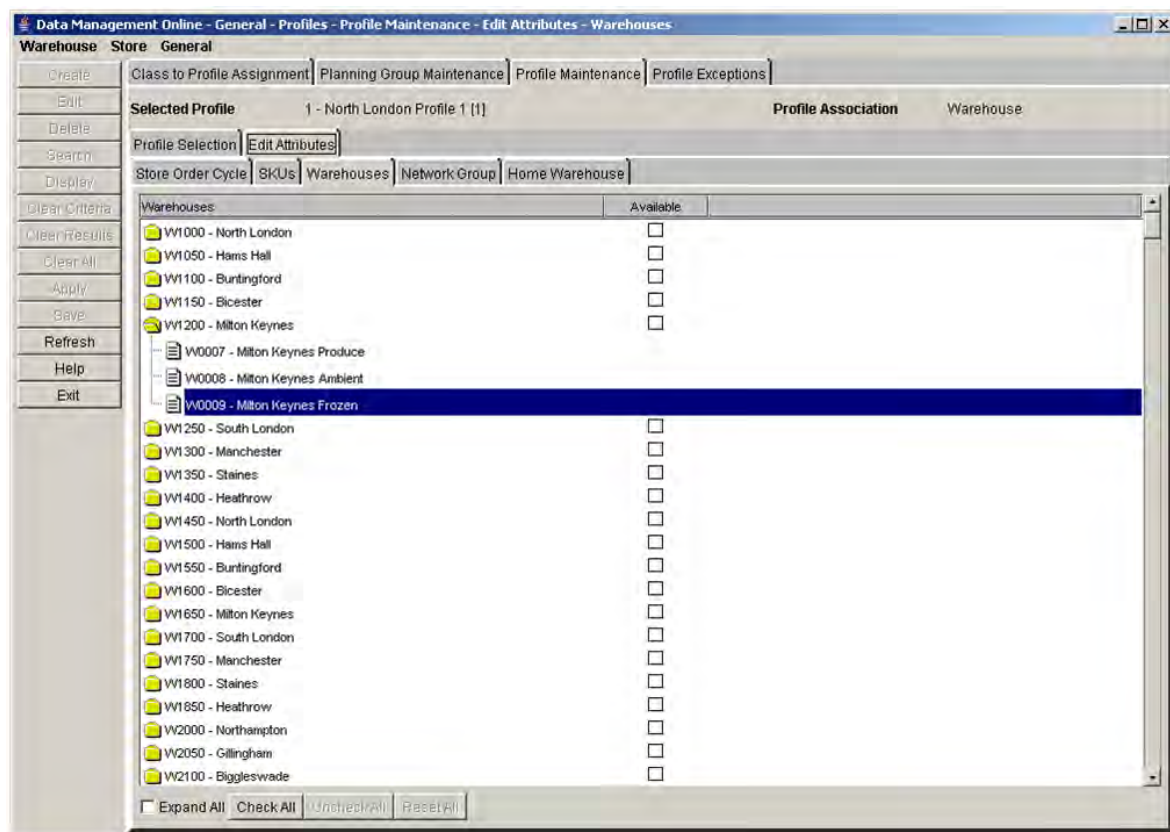 Data Management Online - General - Profiles - Profile Maintenance - Edit Attributes - Warehouses
Warehouse Store General
Create
Edit
Delete
Search
Display
Clear Criteria
Clear Results
Clear All
Apply
Save
Refresh
Help
Exit
Class to Profile Assignment Planning Group Maintenance Profile Maintenance Profile Exceptions
Selected Profile 1 - North London Profile 1 [1] Profile Association Warehouse
Profile Selection Edit Attributes
Store Order Cycle SKUs Warehouses Network Group Home Warehouse
Warehouses Available
W1000 - North London
W1050 - Hams Hall
W1100 - Buntingford
W1150 - Bicester
W1200 - Milton Keynes
W0007 - Milton Keynes Produce
W0008 - Milton Keynes Ambient
W0009 - Milton Keynes Frozen
W1250 - South London
W1300 - Manchester
W1350 - Staines
W1400 - Heathrow
W1450 - North London
W1500 - Hams Hall
W1550 - Buntingford
W1600 - Bicester
W1650 - Milton Keynes
W1700 - South London
W1750 - Manchester
W1800 - Staines
W1850 - Heathrow
W2000 - Northampton
W2050 - Gillingham
W2100 - Biggleswade
Expand All Check All Uncheck All Reset All